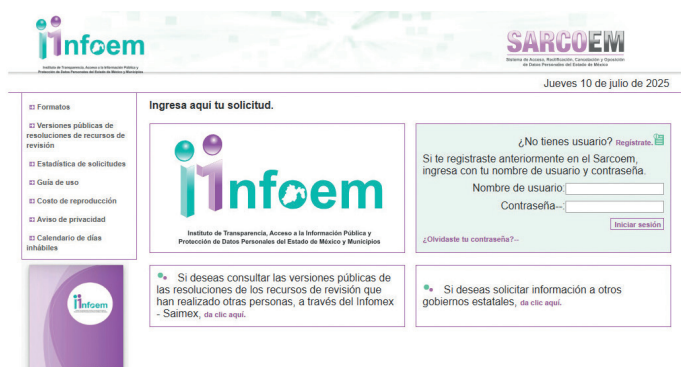 infoem
Instituto de Transparencia, Acceso a la Información Pública y
Protección de Datos Personales del Estado de México y Municipios
SARCOEM
Sistema de Acceso, Rectificación, Cancelación y Oposición
de Datos Personales del Estado de México
Jueves 10 de julio de 2025
Formatos
Versiones públicas de
resoluciones de recursos de
revisión
Estadística de solicitudes
Guía de uso
Costo de reproducción
Aviso de privacidad
Calendario de días
inhábiles
infoem
Ingresa aquí tu solicitud.
infoem
Instituto de Transparencia, Acceso a la Información Pública y
Protección de Datos Personales del Estado de México y Municipios
¿No tienes usuario? Regístrate.
Si te registraste anteriormente en el Sarcoem,
ingresa con tu nombre de usuario y contraseña.
Nombre de usuario:
Contraseña--:
Iniciar sesión
¿Olvidaste tu contraseña?--
Si deseas consultar las versiones públicas de
las resoluciones de los recursos de revisión que
han realizado otras personas, a través del Infomex
- Saimex, da clic aquí.
Si deseas solicitar información a otros
gobiernos estatales, da clic aquí.